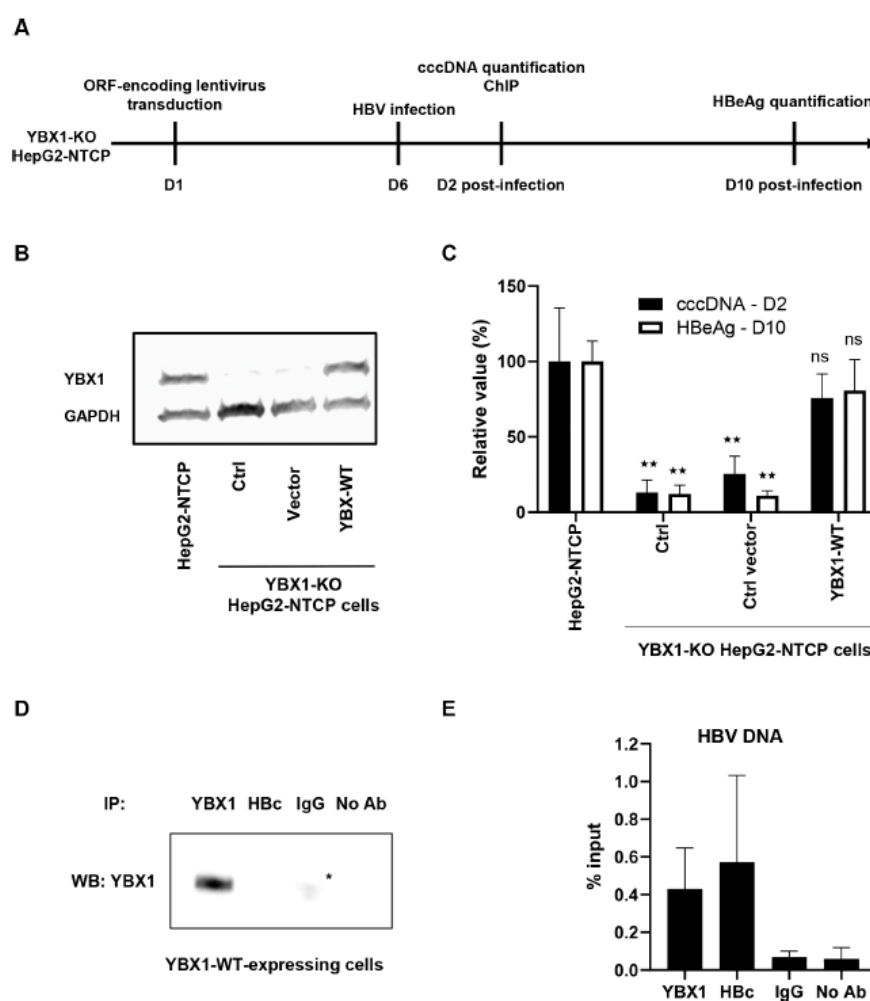 A
ORF-encoding lentivirus
transduction
cccDNA quantification
ChIP
HBV infection
HBeAg quantification
YBX1-KO
HepG2-NTCP
D1
D6
D2 post-infection
D10 post-infection
B
YBX1
GAPDH
HepG2-NTCP
Ctrl
Vector
YBX-WT
YBX1-KO
HepG2-NTCP cells
C
Relative value (%)
150
100
50
0
cccDNA - D2
HBeAg - D10
★★
★★
★★
★★
ns
ns
HepG2-NTCP
Ctrl
Ctrl vector
YBX1-WT
YBX1-KO HepG2-NTCP cells
D
IP: YBX1 HBc IgG No Ab
WB: YBX1
*
YBX1-WT-expressing cells
E
HBV DNA
% input
1.2
1.0
0.8
0.6
0.4
0.2
0.0
YBX1 HBc IgG No Ab